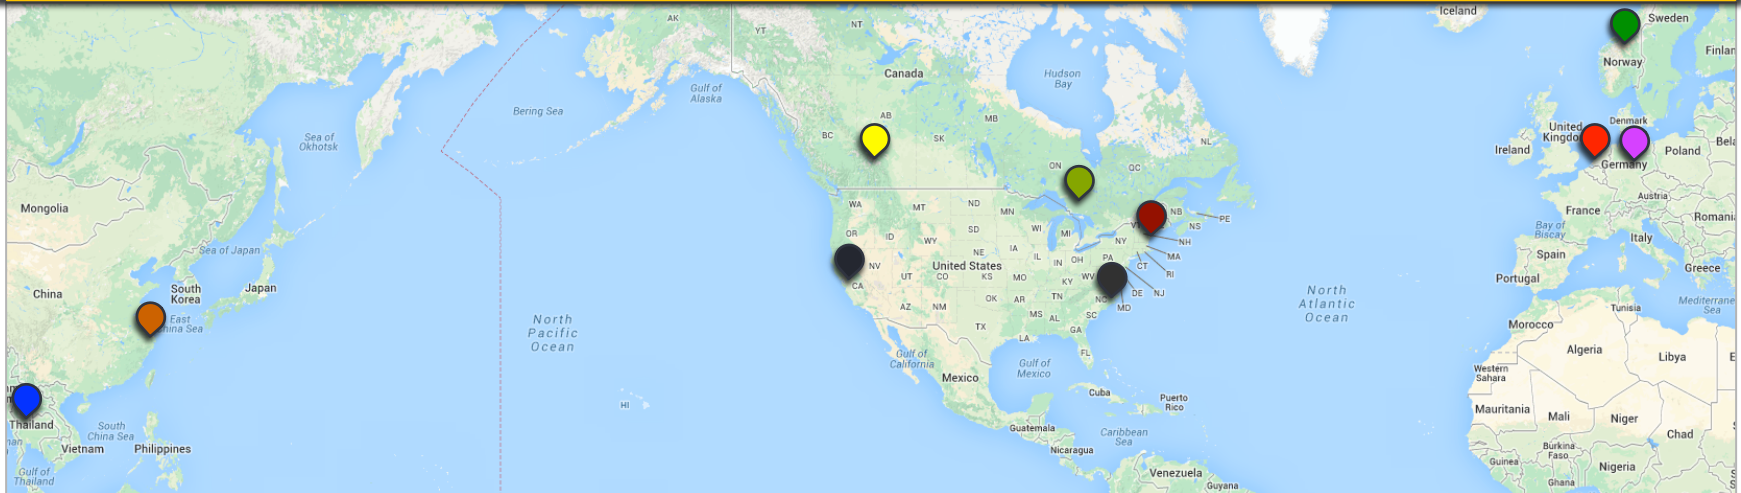 Iceland
Sweden
AK
NT
YT
Finlan
Norway
Canada
Hudson
Bay
Gulf of
Alaska
Bering Sea
AB
MB
Denmark
Sea of
Okhotsk
BC
SK
United
Kingdo
NL
Ireland
Poland
Bela
ON
QC
Germany
Austria
Mongolia
WA
MT
ND
MN
NB
PE
France
Romania
NS
OR
ID
SD
WI
MI
NY
NH
Bay of
Biscay
Italy
Sea of Japan
WY
NE
IA
MA
Spain
NV
United States
IL
IN
OH
PA
CT
RI
Greece
China
South
Korea
Japan
CA
UT
CO
KS
MO
KY
WV
DE
NJ
North
Atlantic
Ocean
Portugal
AZ
NM
OK
AR
TN
NC
MD
Mediterrane
Sea
Tunisia
East
hina Sea
North
Pacific
Ocean
MS
AL
SC
GA
Morocco
TX
LA
Algeria
Libya
E
Gulf of
California
Gulf of
Mexico
FL
Western
Sahara
Mexico
Cuba
Puerto
Rico
HI
Mauritania
Mali
Niger
Thailand
South
China Sea
Guatemala
Caribbean
Sea
Chad
Vietnam
Philippines
Nicaragua
Burkina
Faso
Guinea
Nigeria
Gulf of
Thailand
Venezuela
Guyana
Ghana